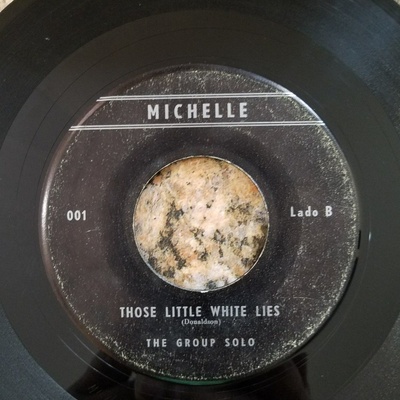 MICHELLE
001
Lado B
THOSE LITTLE WHITE LIES
(Donaldson)
THE GROUP SOLO